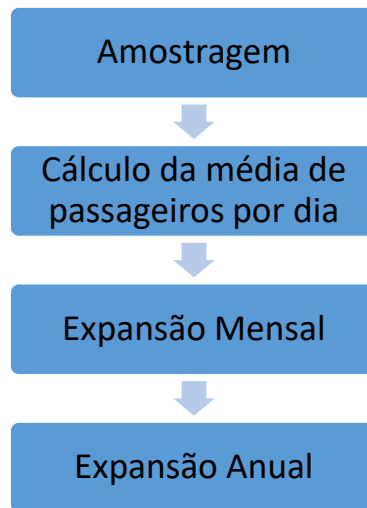 Amostragem
Cálculo da média de
passageiros por dia
Expansão Mensal
Expansão Anual